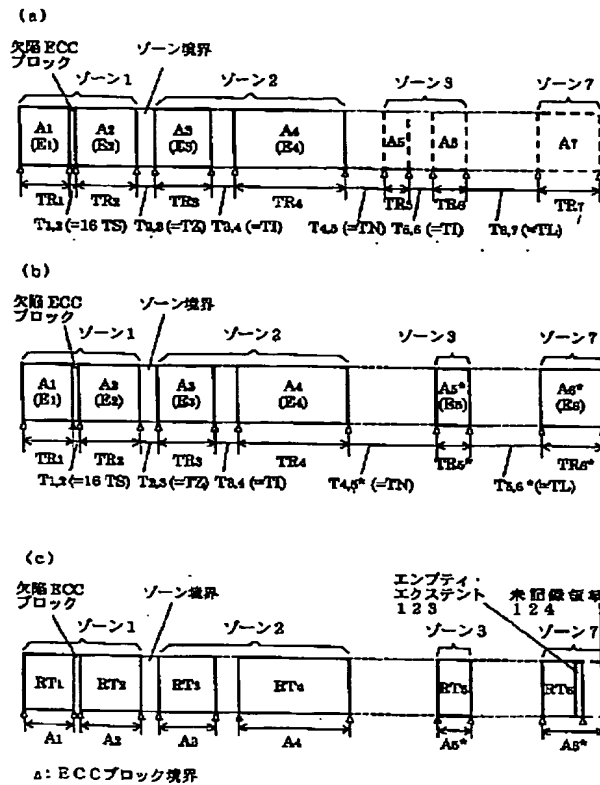 (a)
欠陥ECC
ブロック
ゾーン1
ゾーン境界
ゾーン2
ゾーン3
ゾーン7
A1
(E1)
A2
(E2)
A3
(E3)
A4
(E4)
A5
A6
A7
TR1
TR2
TR3
TR4
TR5
TR6
TR7
T1,2 (=16 TS)
T2,3 (=TZ)
T3,4 (=TI)
T4,5 (=TN)
T5,6 (=TI)
T6,7 (=TL)
(b)
欠陥ECC
ブロック
ゾーン1
ゾーン境界
ゾーン2
ゾーン3
ゾーン7
A1
(E1)
A2
(E2)
A3
(E3)
A4
(E4)
A5*
(E5)
A6*
(E6)
TR1
TR2
TR3
TR4
TR5*
TR6*
T1,2 (=16 TS)
T2,3 (=TZ)
T3,4 (=TI)
T4,5* (=TN)
T5,6* (=TL)
(c)
欠陥ECC
ブロック
ゾーン1
ゾーン境界
ゾーン2
エンプティ・
エクステント
123
未記録領域
124
ゾーン3
ゾーン7
RT1
RT2
RT3
RT4
RT5
RT6
A1
A2
A3
A4
A5*
A6*
△:ECCブロック境界